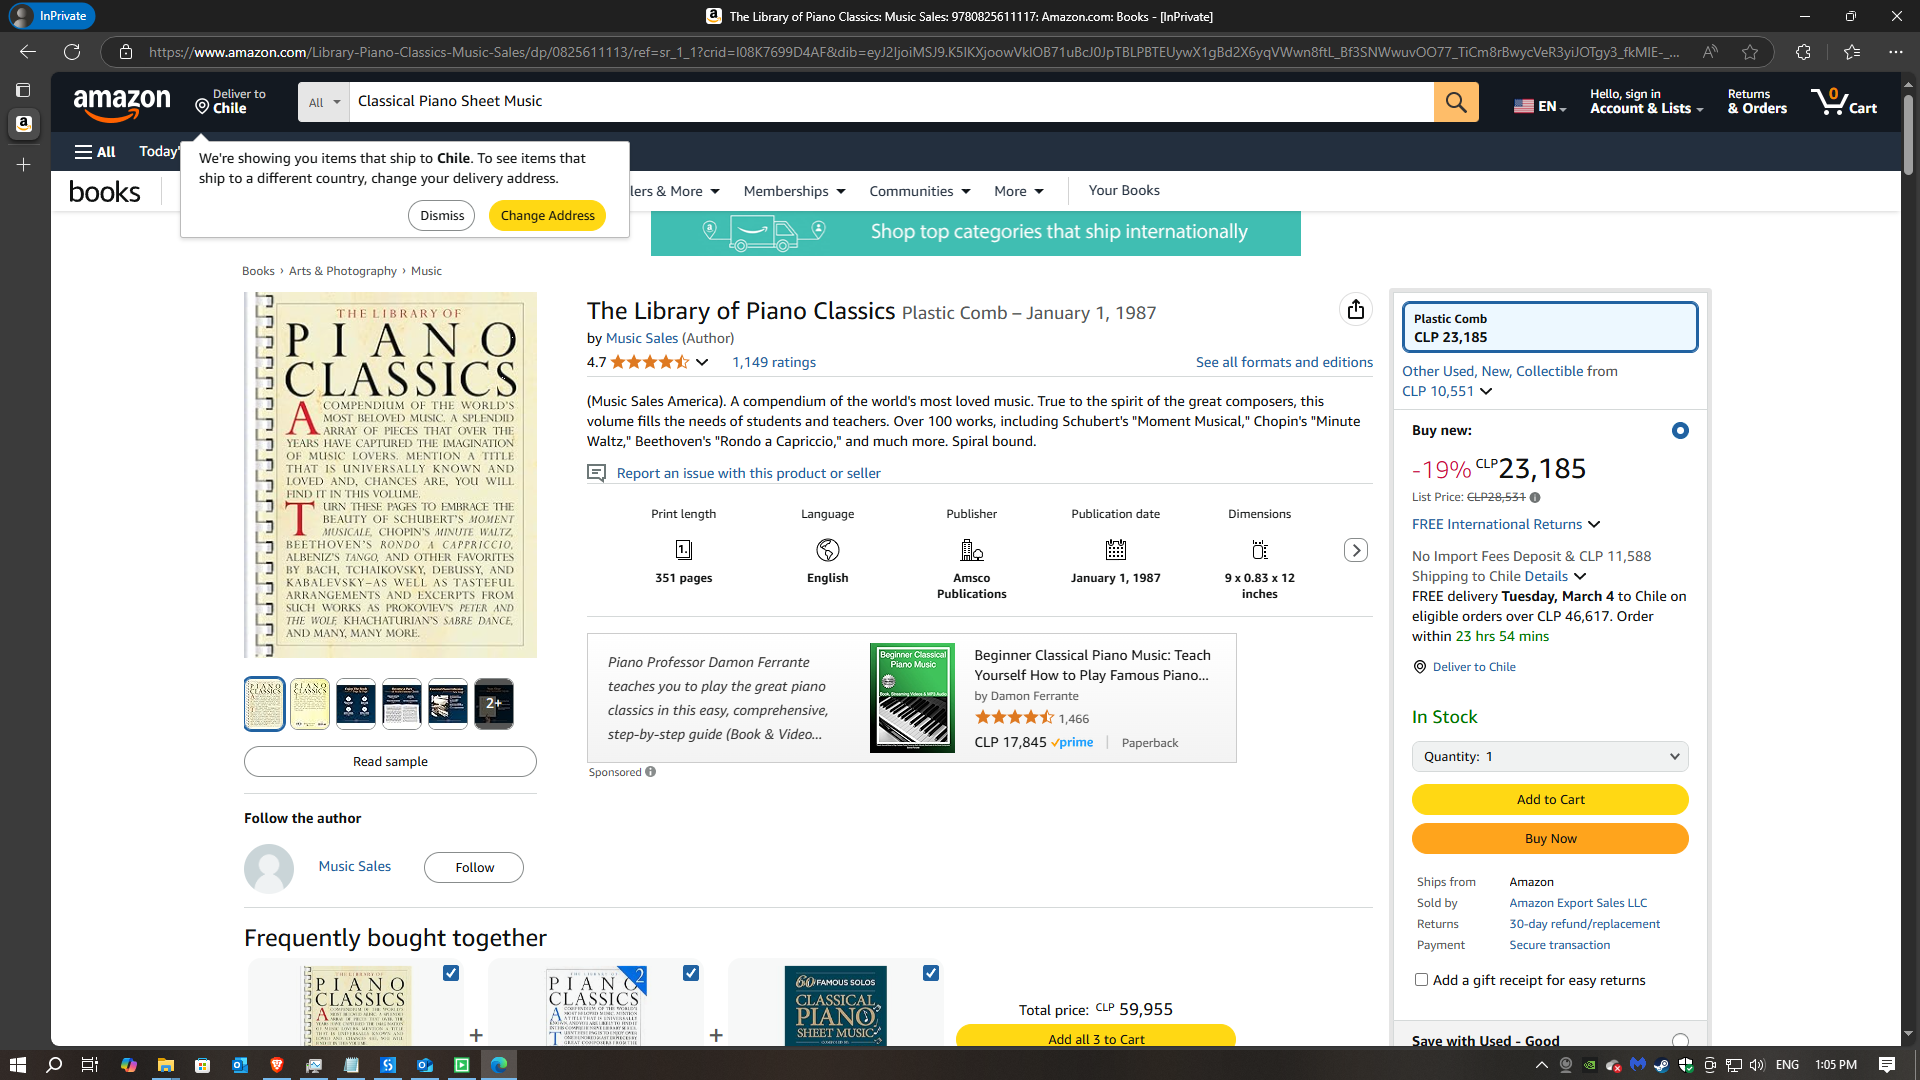 InPrivate
The Library of Piano Classics: Music Sales: 9780825611117: Amazon.com: Books - [InPrivate]
https://www.amazon.com/Library-Piano-Classics-Music-Sales/dp/0825611113/ref=sr_1_1?
amazon
Deliver to
Chile
All
Classical Piano Sheet Music
EN
Hello, sign in
Account & Lists
Returns
& Orders
0
Cart
All
Today'
We're showing you items that ship to Chile. To see items that
ship to a different country, change your delivery address.
Dismiss
Change Address
books
lers & More
Memberships
Communities
More
Your Books
Shop top categories that ship internationally
Books › Arts & Photography › Music
THE LIBRARY OF
PIANO
CLASSICS
A COMPENDIUM OF THE WORLD'S
MOST BELOVED MUSIC. A SPLENDID
ARRAY OF PIECES THAT OVER THE
YEARS HAVE CAPTURED THE IMAGINATION
OF MUSIC LOVERS. MENTION A TITLE
THAT IS UNIVERSALLY KNOWN AND
LOVED AND, CHANCES ARE, YOU WILL
FIND IT IN THIS VOLUME.
TURN THESE PAGES TO EMBRACE THE
BEAUTY OF SCHUBERT'S MOMENT
MUSICALE, CHOPIN'S MINUTE WALTZ,
BEETHOVEN'S RONDO A CAPRICCIO,
ALBENIZ'S TANGO, AND OTHER FAVORITES
BY BACH, TCHAIKOVSKY, DEBUSSY, AND
KABALEVSKY—AS WELL AS TASTEFUL
ARRANGEMENTS AND EXCERPTS FROM
SUCH WORKS AS PROKOVIEV'S PETER AND
THE WOLF, KHACHATURIAN'S SABRE DANCE,
AND MANY, MANY MORE.
2+
Read sample
Follow the author
Music Sales
Follow
The Library of Piano Classics Plastic Comb – January 1, 1987
by Music Sales (Author)
4.7
1,149 ratings
See all formats and editions
(Music Sales America). A compendium of the world's most loved music. True to the spirit of the great composers, this
volume fills the needs of students and teachers. Over 100 works, including Schubert's "Moment Musical," Chopin's "Minute
Waltz," Beethoven's "Rondo a Capriccio," and much more. Spiral bound.
Report an issue with this product or seller
Print length
Language
Publisher
Publication date
Dimensions
1.
351 pages
English
Amsco
Publications
January 1, 1987
9 x 0.83 x 12
inches
Piano Professor Damon Ferrante
teaches you to play the great piano
classics in this easy, comprehensive,
step-by-step guide (Book & Video...
Beginner Classical
Piano Music
Book, Streaming Videos & MP3 Audio
Beginner Classical Piano Music: Teach
Yourself How to Play Famous Piano...
by Damon Ferrante
1,466
CLP 17,845 prime
Paperback
Sponsored
Plastic Comb
CLP 23,185
Other Used, New, Collectible from
CLP 10,551
Buy new:
-19% CLP23,185
List Price: CLP28,531
FREE International Returns
No Import Fees Deposit & CLP 11,588
Shipping to Chile Details
FREE delivery Tuesday, March 4 to Chile on
eligible orders over CLP 46,617. Order
within 23 hrs 54 mins
Deliver to Chile
In Stock
Quantity: 1
Add to Cart
Buy Now
Ships from Amazon
Sold by Amazon Export Sales LLC
Returns 30-day refund/replacement
Payment Secure transaction
Add a gift receipt for easy returns
Save with Used - Good
Frequently bought together
THE LIBRARY OF
PIANO
CLASSICS
+
PIANO
CLASSICS
2
+
60 FAMOUS SOLOS
CLASSICAL
PIANO
SHEET MUSIC
Total price: CLP 59,955
Add all 3 to Cart
ENG
1:05 PM